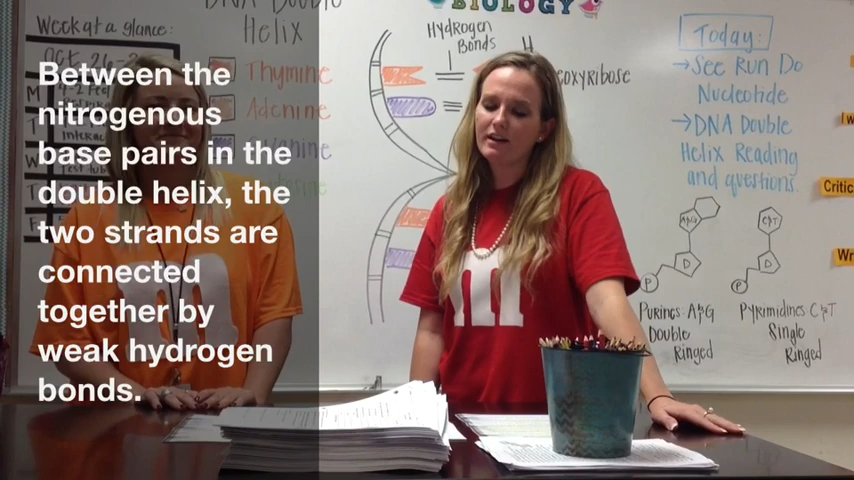 DNA Double
Helix
Week at a glance:
Thymine
Adenine
BIOLOGY
Hydrogen
Bonds
H
Today:
→See Run Do
Nucleotide
→DNA Double
Helix Reading
and questions.
Between the
nitrogenous
base pairs in the
double helix, the
two strands are
connected
together by
weak hydrogen
bonds.
oxyribose
A&G
D
P
C&T
D
P
Purines: A&G
Double
Ringed
Pyrimidines C&T
Single
Ringed
Critic
Wr
m